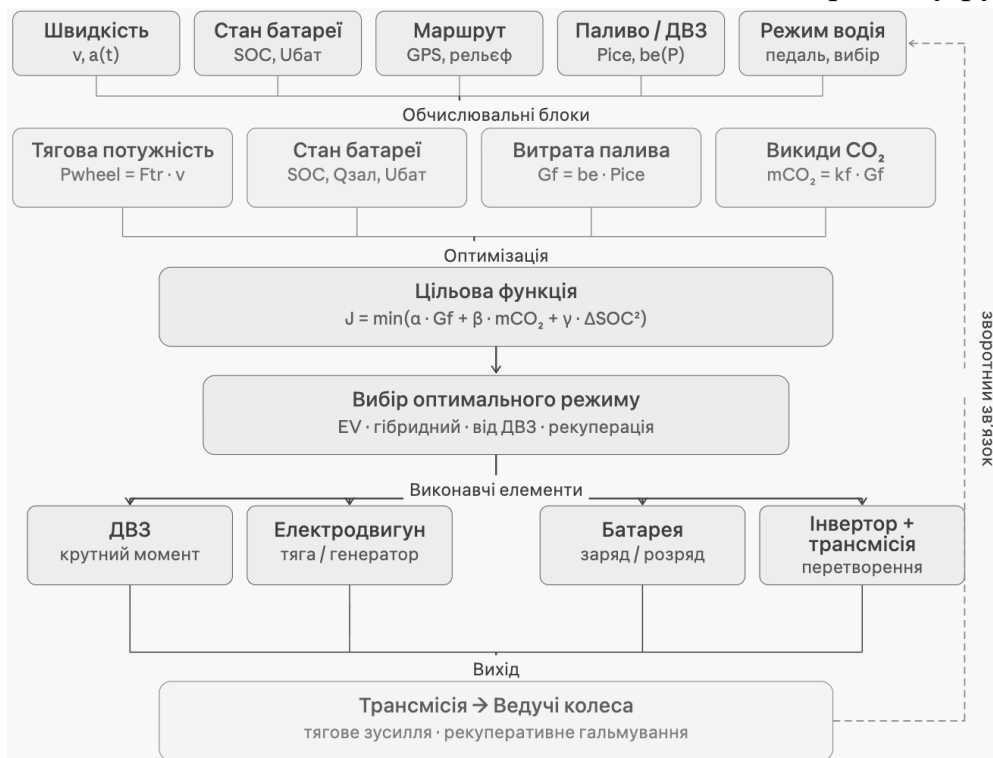 Швидкість
v, a(t)
Стан батареї
SOC, Uбат
Маршрут
GPS, рельєф
Паливо / ДВЗ
Pice, be(P)
Режим водія
педаль, вибір
Обчислювальні блоки
Тягова потужність
Pwheel = Ftr · v
Стан батареї
SOC, Qзал, Uбат
Витрата палива
Gf = be · Pice
Викиди CO₂
mCO₂ = kf · Gf
Оптимізація
Цільова функція
J = min(α · Gf + β · mCO₂ + γ · ΔSOC²)
Вибір оптимального режиму
EV · гібридний · від ДВЗ · рекуперація
Виконавчі елементи
ДВЗ
крутний момент
Електродвигун
тяга / генератор
Батарея
заряд / розряд
Інвертор +
трансмісія
перетворення
Вихід
Трансмісія → Ведучі колеса
тягове зусилля · рекуперативне гальмування
зворотний зв'язок